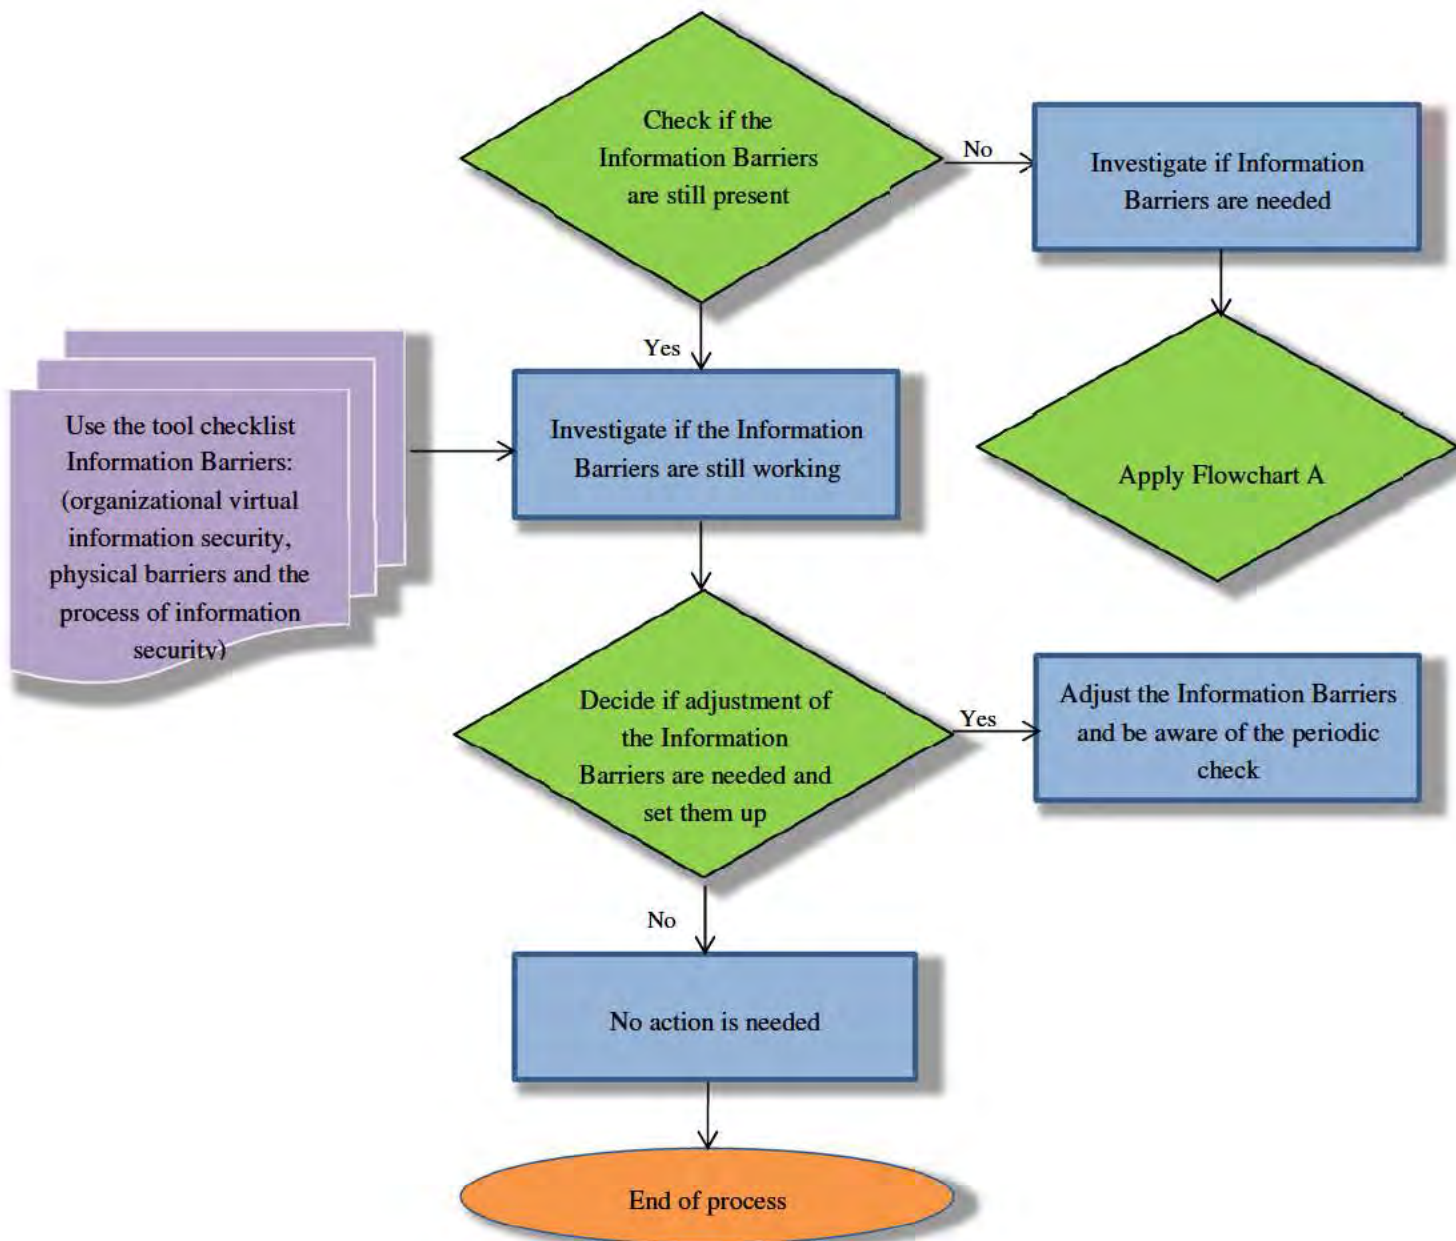 Check if the
Information Barriers
are still present
No
Investigate if Information
Barriers are needed
Yes
Use the tool checklist
Information Barriers:
(organizational virtual
information security,
physical barriers and the
process of information
security)
Investigate if the Information
Barriers are still working
Apply Flowchart A
Decide if adjustment of
the Information
Barriers are needed and
set them up
Yes
Adjust the Information Barriers
and be aware of the periodic
check
No
No action is needed
End of process